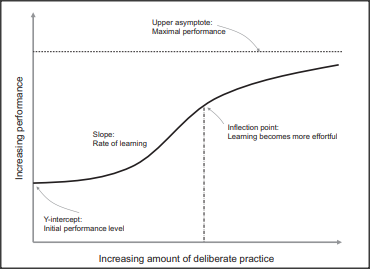 Upper asymptote:
Maximal performance
Increasing performance
Slope:
Rate of learning
Inflection point:
Learning becomes more effortful
Y-intercept:
Initial performance level
Increasing amount of deliberate practice